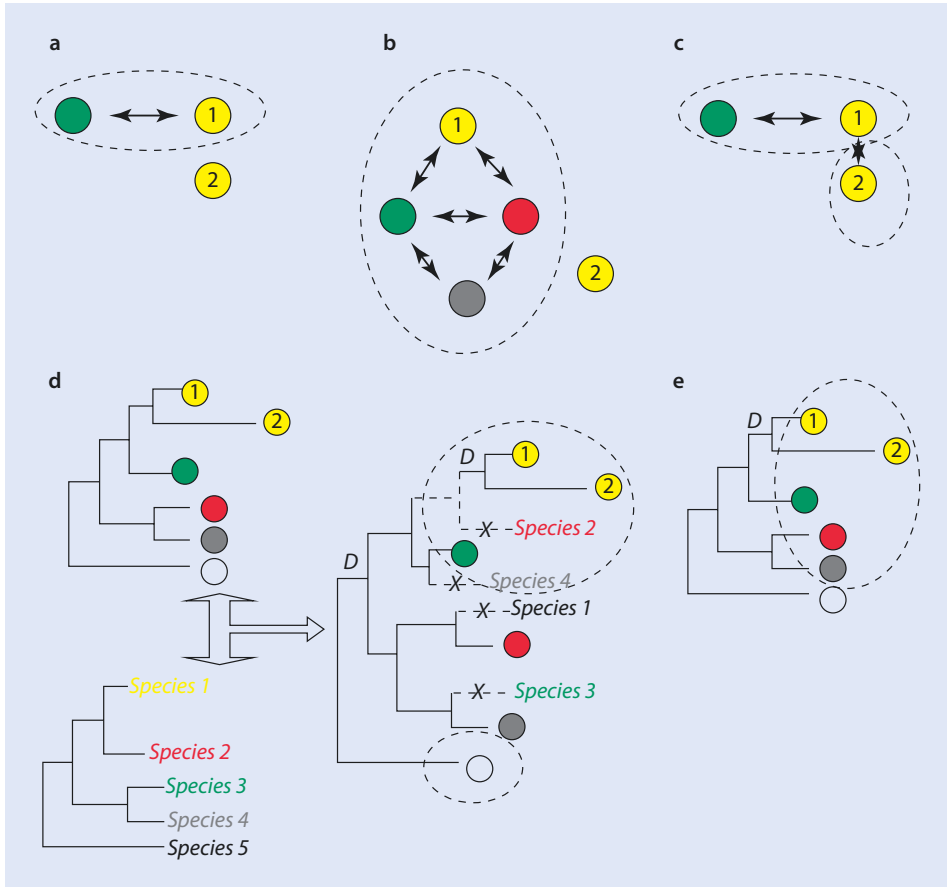 a
b
c
1
2
1
2
1
2
d
1
2
e
D
1
2
D
1
2
X Species 2
D
X Species 4
X Species 1
X Species 3
Species 1
Species 2
Species 3
Species 4
Species 5